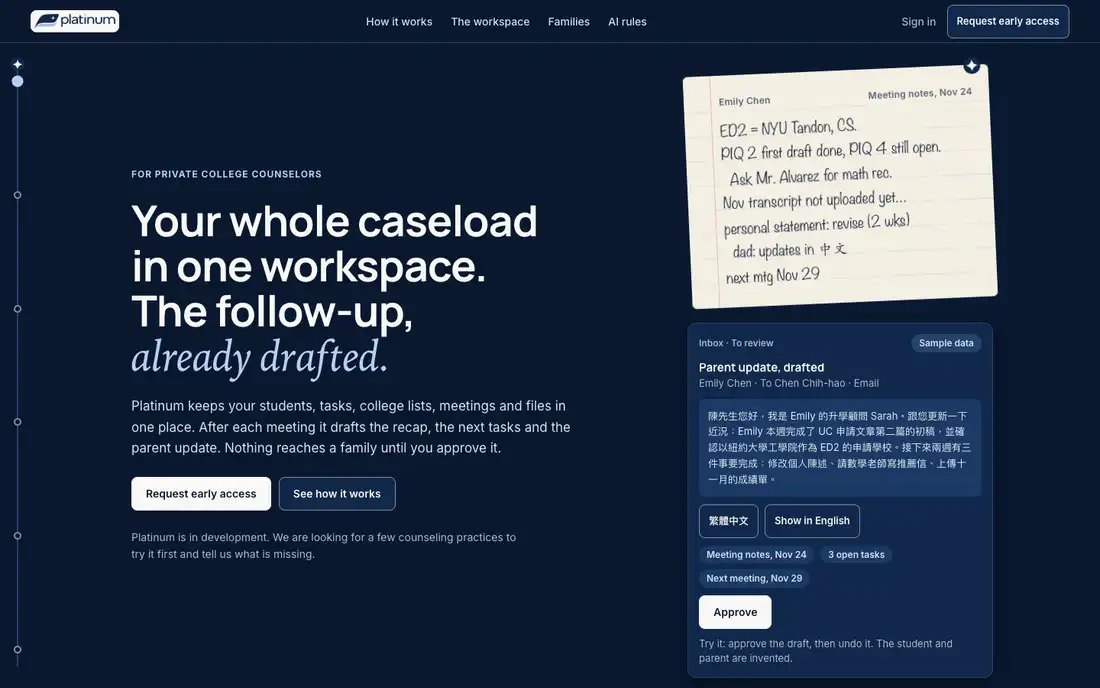 platinum
How it works
The workspace
Families
AI rules
Sign in
Request early access
FOR PRIVATE COLLEGE COUNSELORS
Your whole caseload
in one workspace.
The follow-up,
already drafted.
Platinum keeps your students, tasks, college lists, meetings and files in
one place. After each meeting it drafts the recap, the next tasks and the
parent update. Nothing reaches a family until you approve it.
Request early access
See how it works
Platinum is in development. We are looking for a few counseling practices to
try it first and tell us what is missing.
Emily Chen
Meeting notes, Nov 24
ED2 = NYU Tandon, CS.
PIQ 2 first draft done, PIQ 4 still open.
Ask Mr. Alvarez for math rec.
Nov transcript not uploaded yet...
personal statement: revise (2 wks)
dad: updates in 中文
next mtg Nov 29
Inbox · To review
Sample data
Parent update, drafted
Emily Chen · To Chen Chih-hao · Email
陳先生您好，我是 Emily 的升學顧問 Sarah。跟您更新一下
近況：Emily 本週完成了 UC 申請文章第二篇的初稿，並確
認以紐約大學工學院作為 ED2 的申請學校。接下來兩週有三
件事要完成：修改個人陳述、請數學老師寫推薦信、上傳十
一月的成績單。
繁體中文
Show in English
Meeting notes, Nov 24
3 open tasks
Next meeting, Nov 29
Approve
Try it: approve the draft, then undo it. The student and
parent are invented.